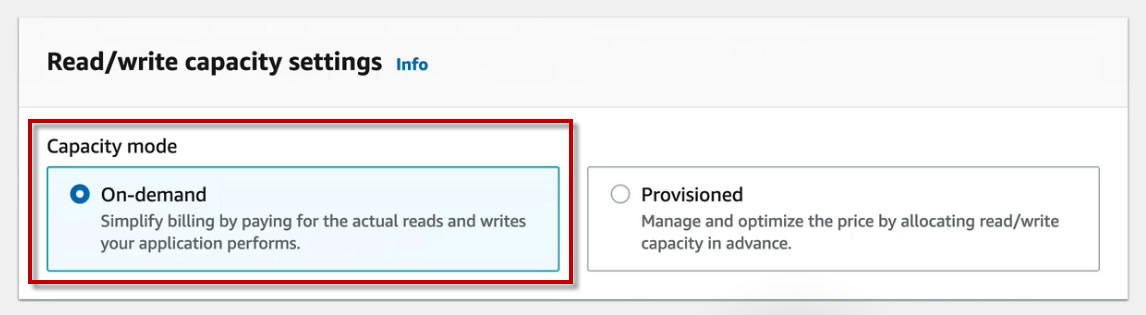 Read/write capacity settings Info
Capacity mode
On-demand
Simplify billing by paying for the actual reads and writes
your application performs.
Provisioned
Manage and optimize the price by allocating read/write
capacity in advance.